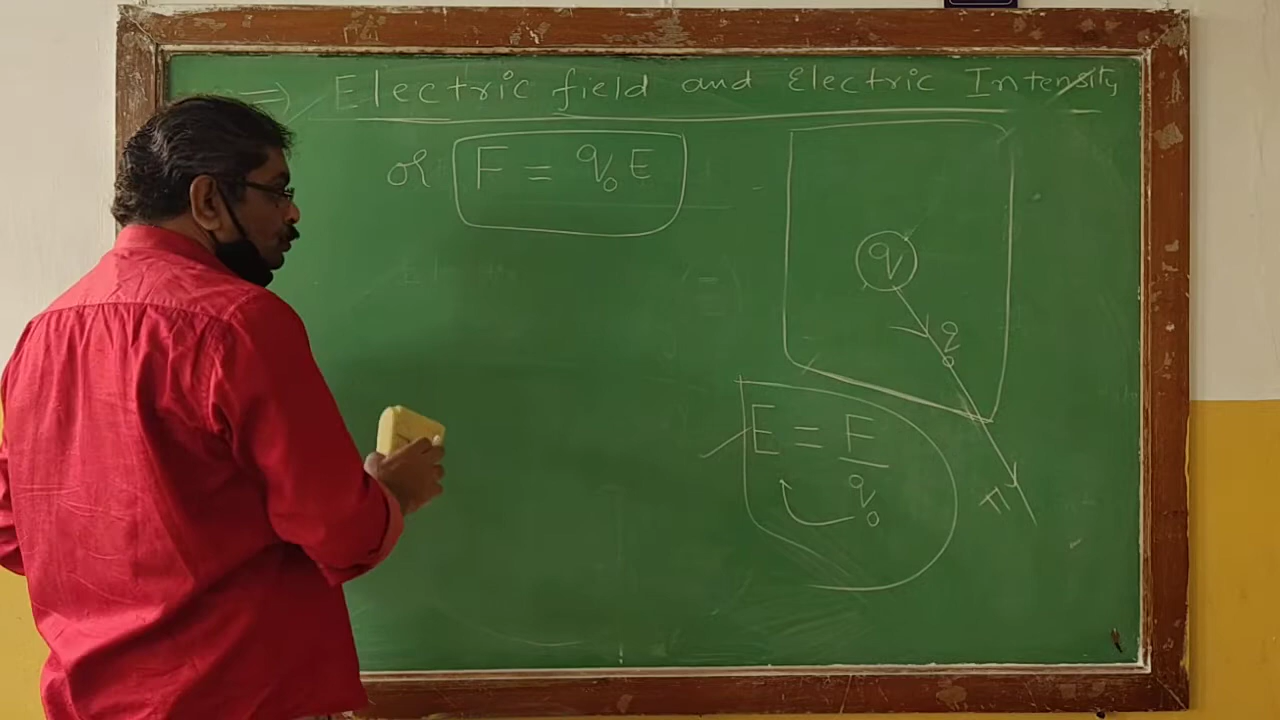 ⇒ Electric field and Electric Intensity
or F = q₀E
q
q₀
E = F
q₀